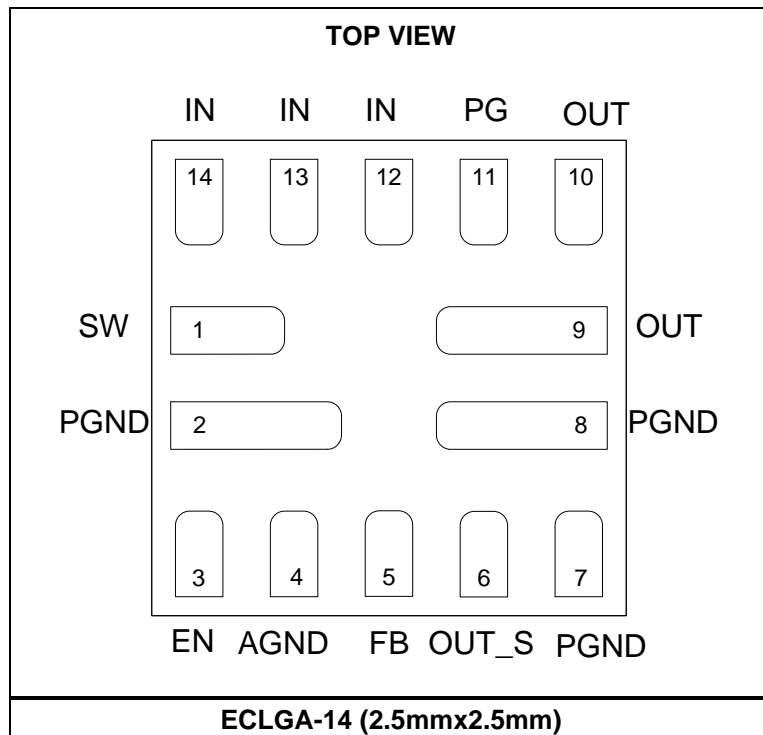 TOP VIEW
IN IN IN PG OUT
14 13 12 11 10
SW 1 9 OUT
PGND 2 8 PGND
3 4 5 6 7
EN AGND FB OUT_S PGND
ECLGA-14 (2.5mmx2.5mm)